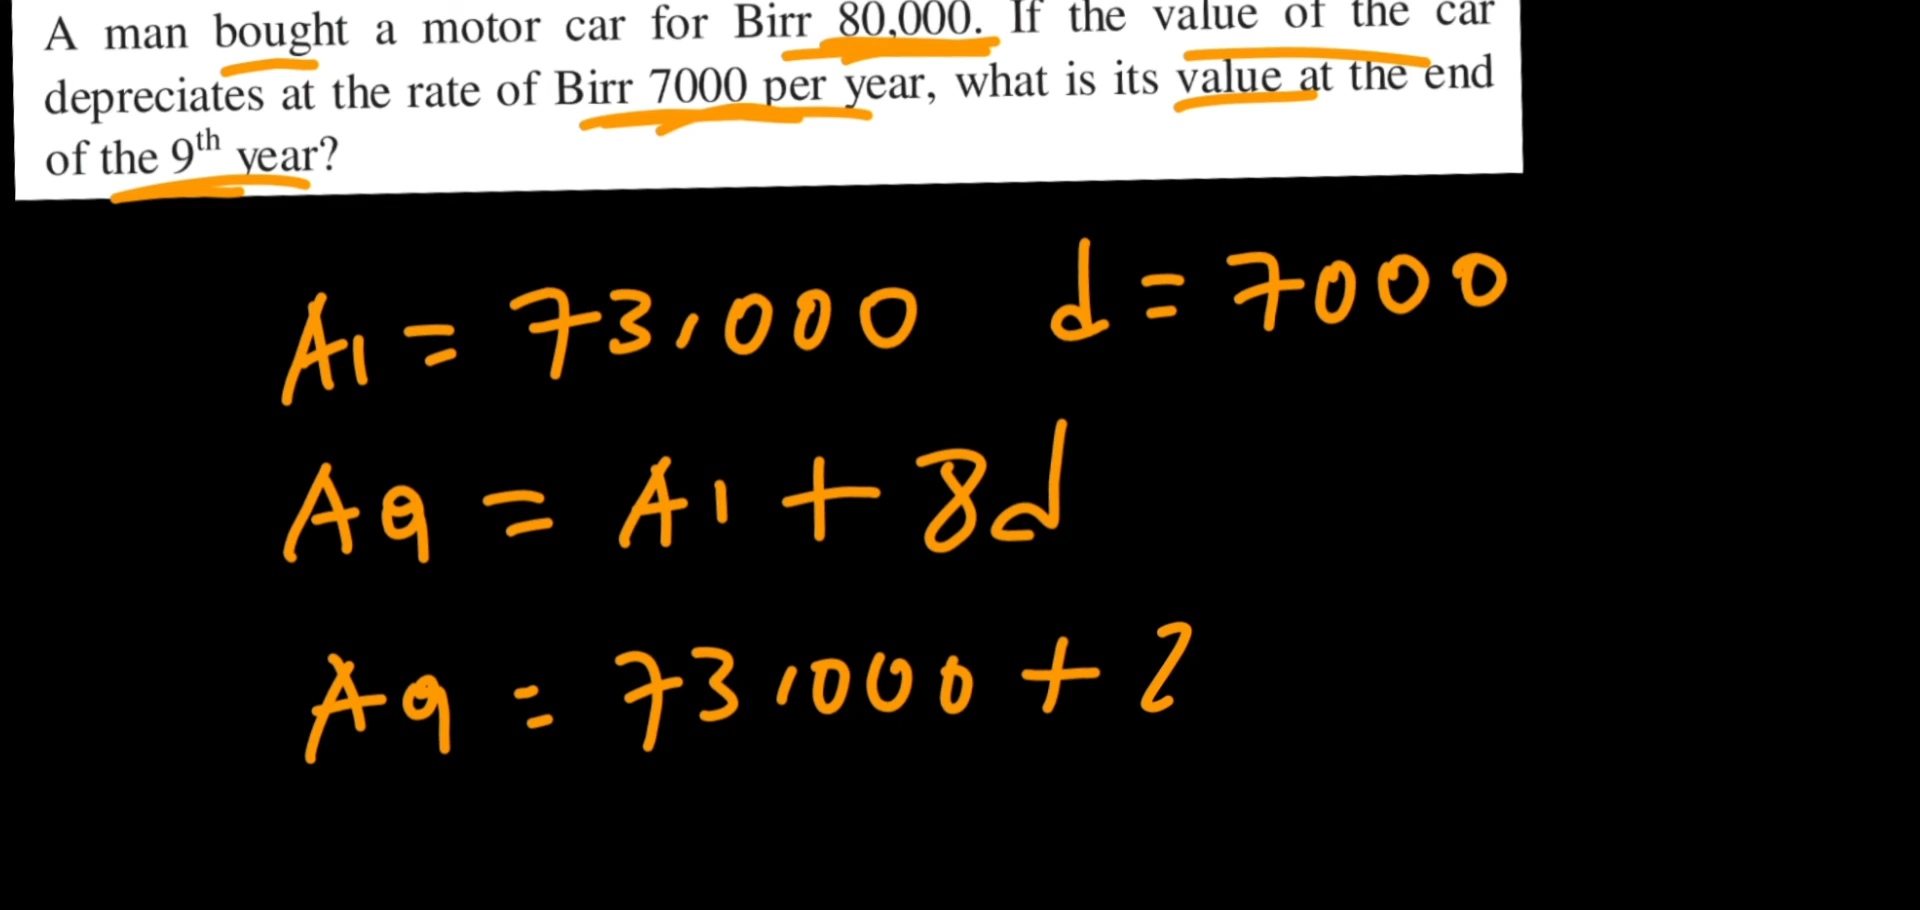 A man bought a motor car for Birr 80,000. If the value of the car
depreciates at the rate of Birr 7000 per year, what is its value at the end
of the 9th year?
A1 = 73,000 d = 7000
A9 = A1 + 8d
A9 = 73,000 +